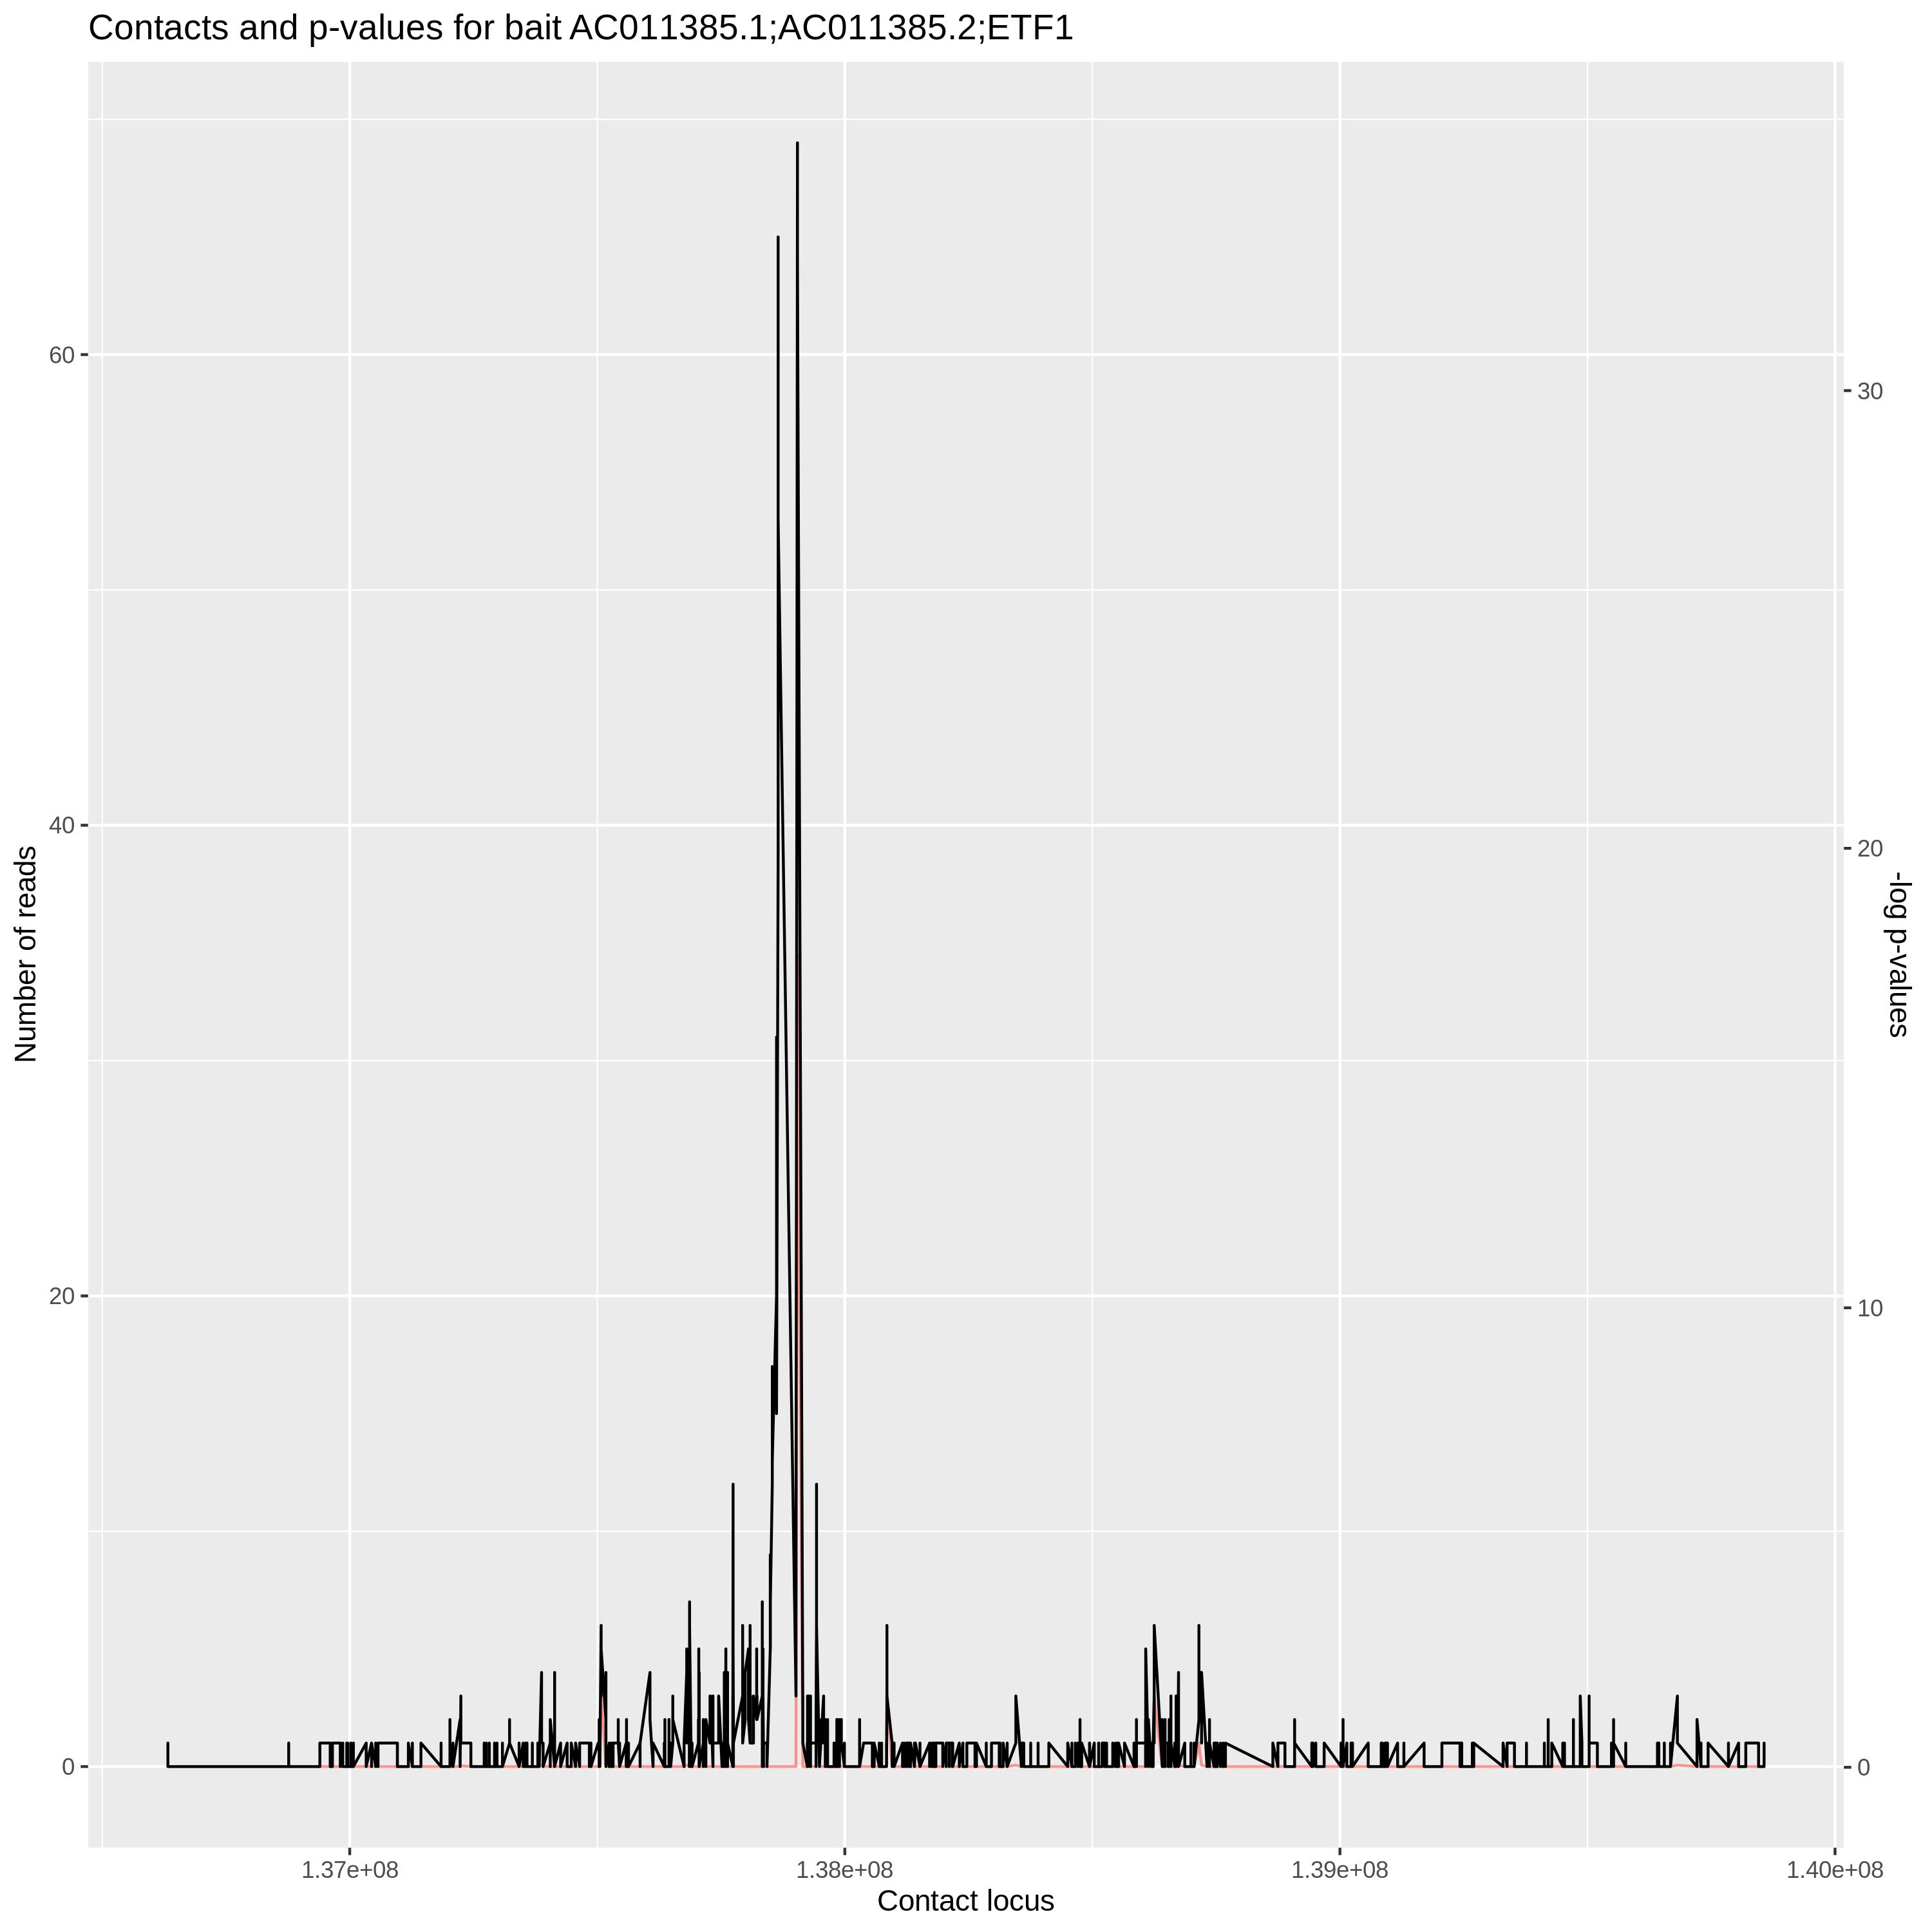 Contacts and p-values for bait AC011385.1;AC011385.2;ETF1
60
40
20
0
Number of reads
30
20
10
0
-log p-values
1.37e+08
1.38e+08
1.39e+08
1.40e+08
Contact locus